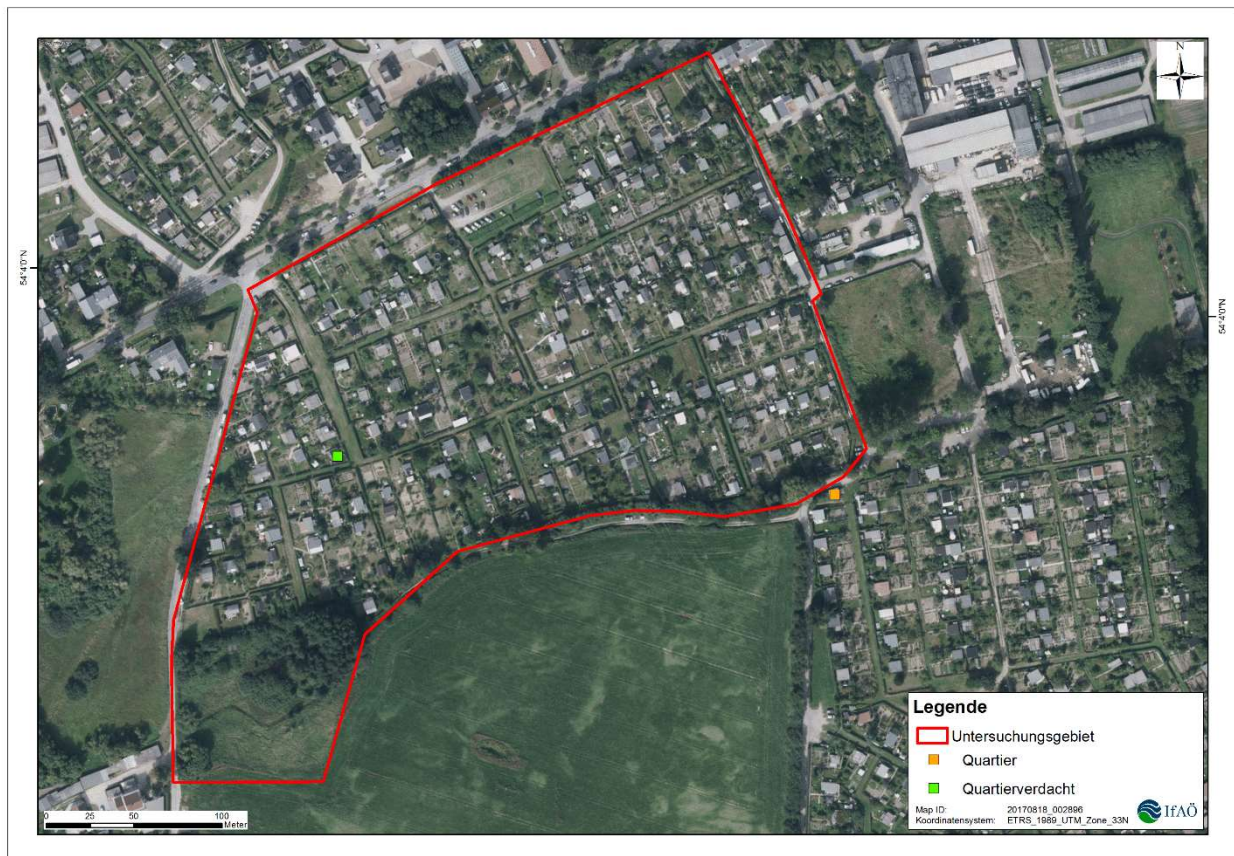 N
54°4'0"N
54°4'0"N
Legende
Untersuchungsgebiet
Quartier
Quartierverdacht
Map ID: 20170818_002896
Koordinatensystem: ETRS_1989_UTM_Zone_33N
IfAÖ
0 25 50 100
Meter